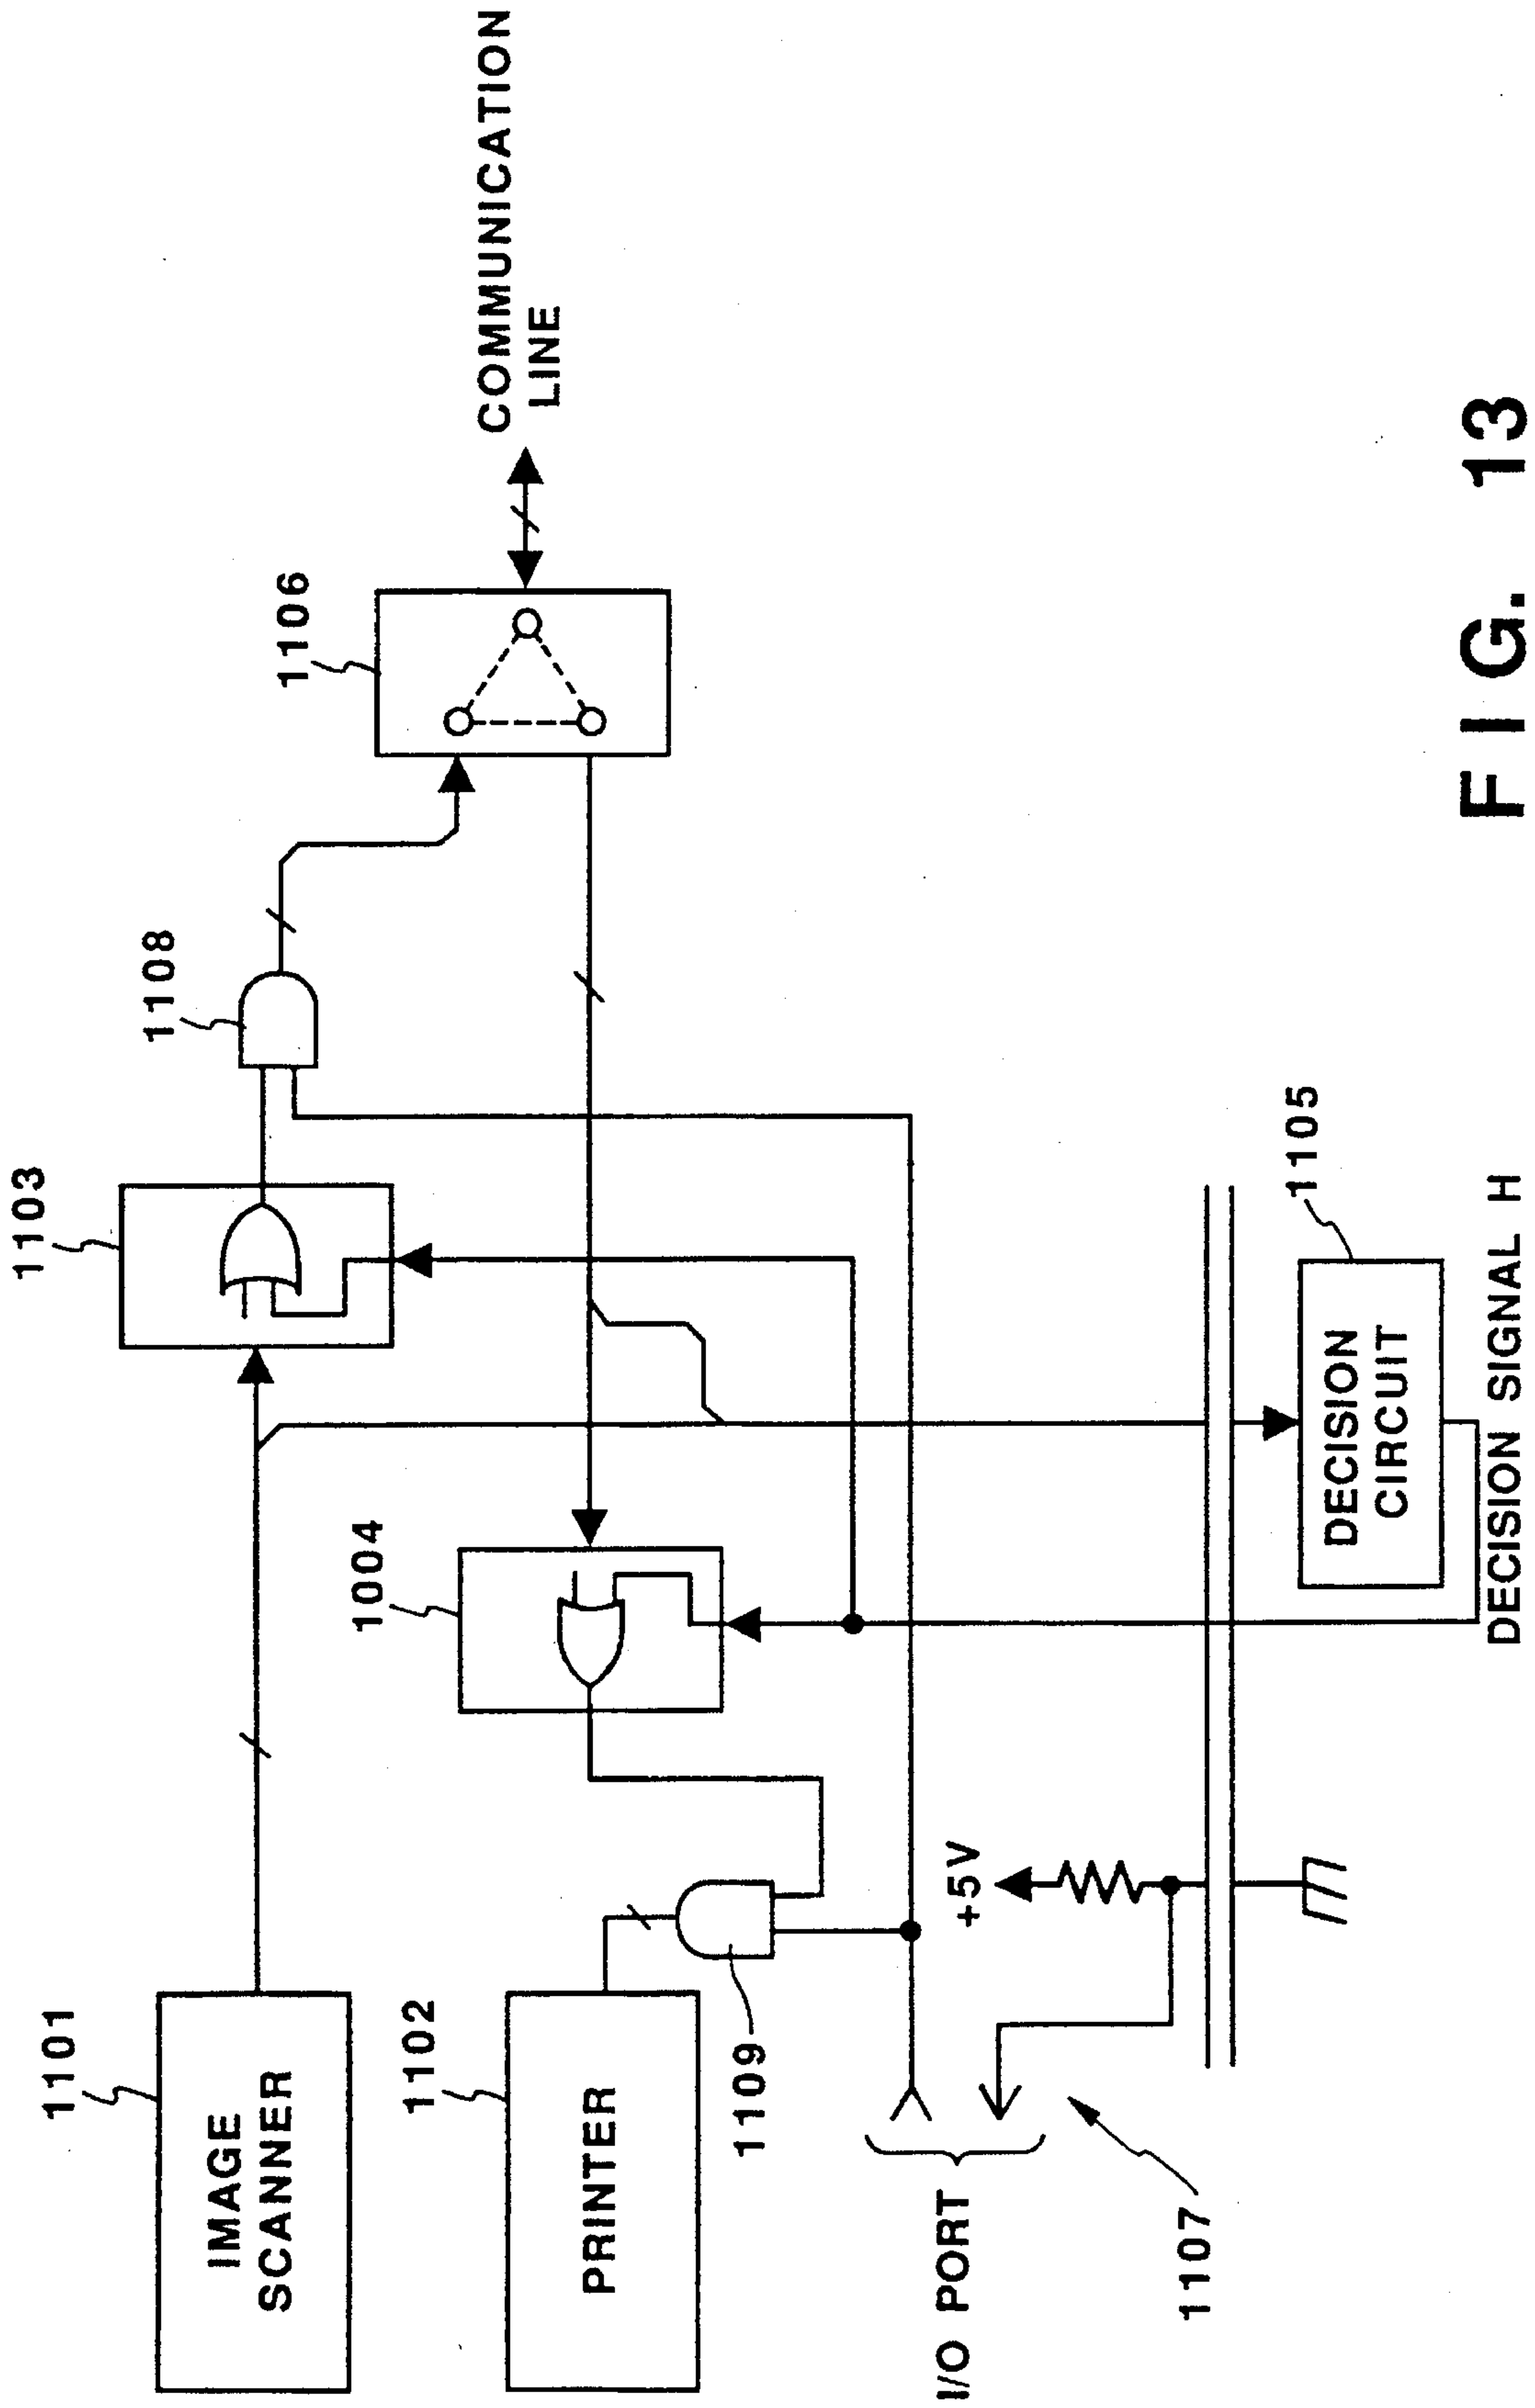 1101
IMAGE
SCANNER
1103
1108
1106
COMMUNICATION
LINE
1102
PRINTER
1004
1109
I/O PORT
+5V
1107
1105
DECISION
CIRCUIT
DECISION SIGNAL H
FIG. 13